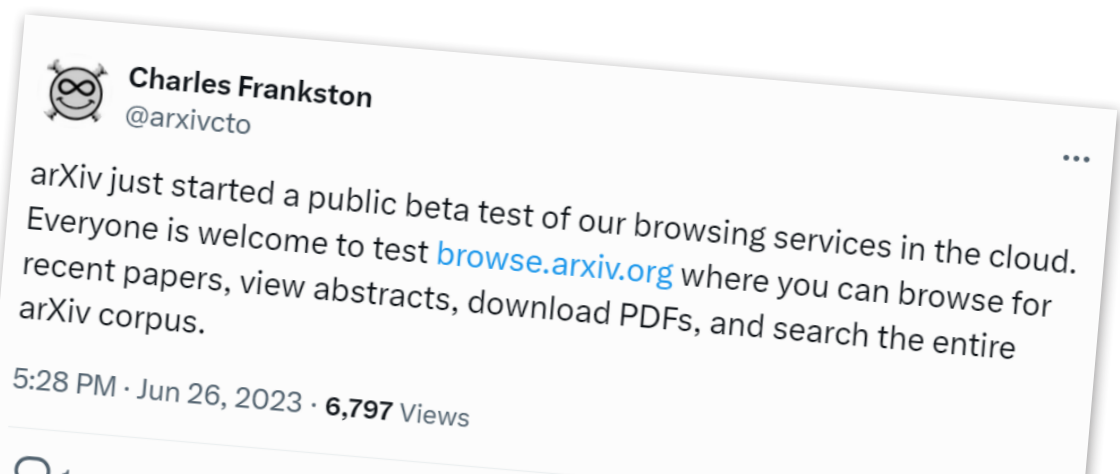 Charles Frankston
@arxivcto
arXiv just started a public beta test of our browsing services in the cloud.
Everyone is welcome to test browse.arxiv.org where you can browse for
recent papers, view abstracts, download PDFs, and search the entire
arXiv corpus.
5:28 PM · Jun 26, 2023 · 6,797 Views